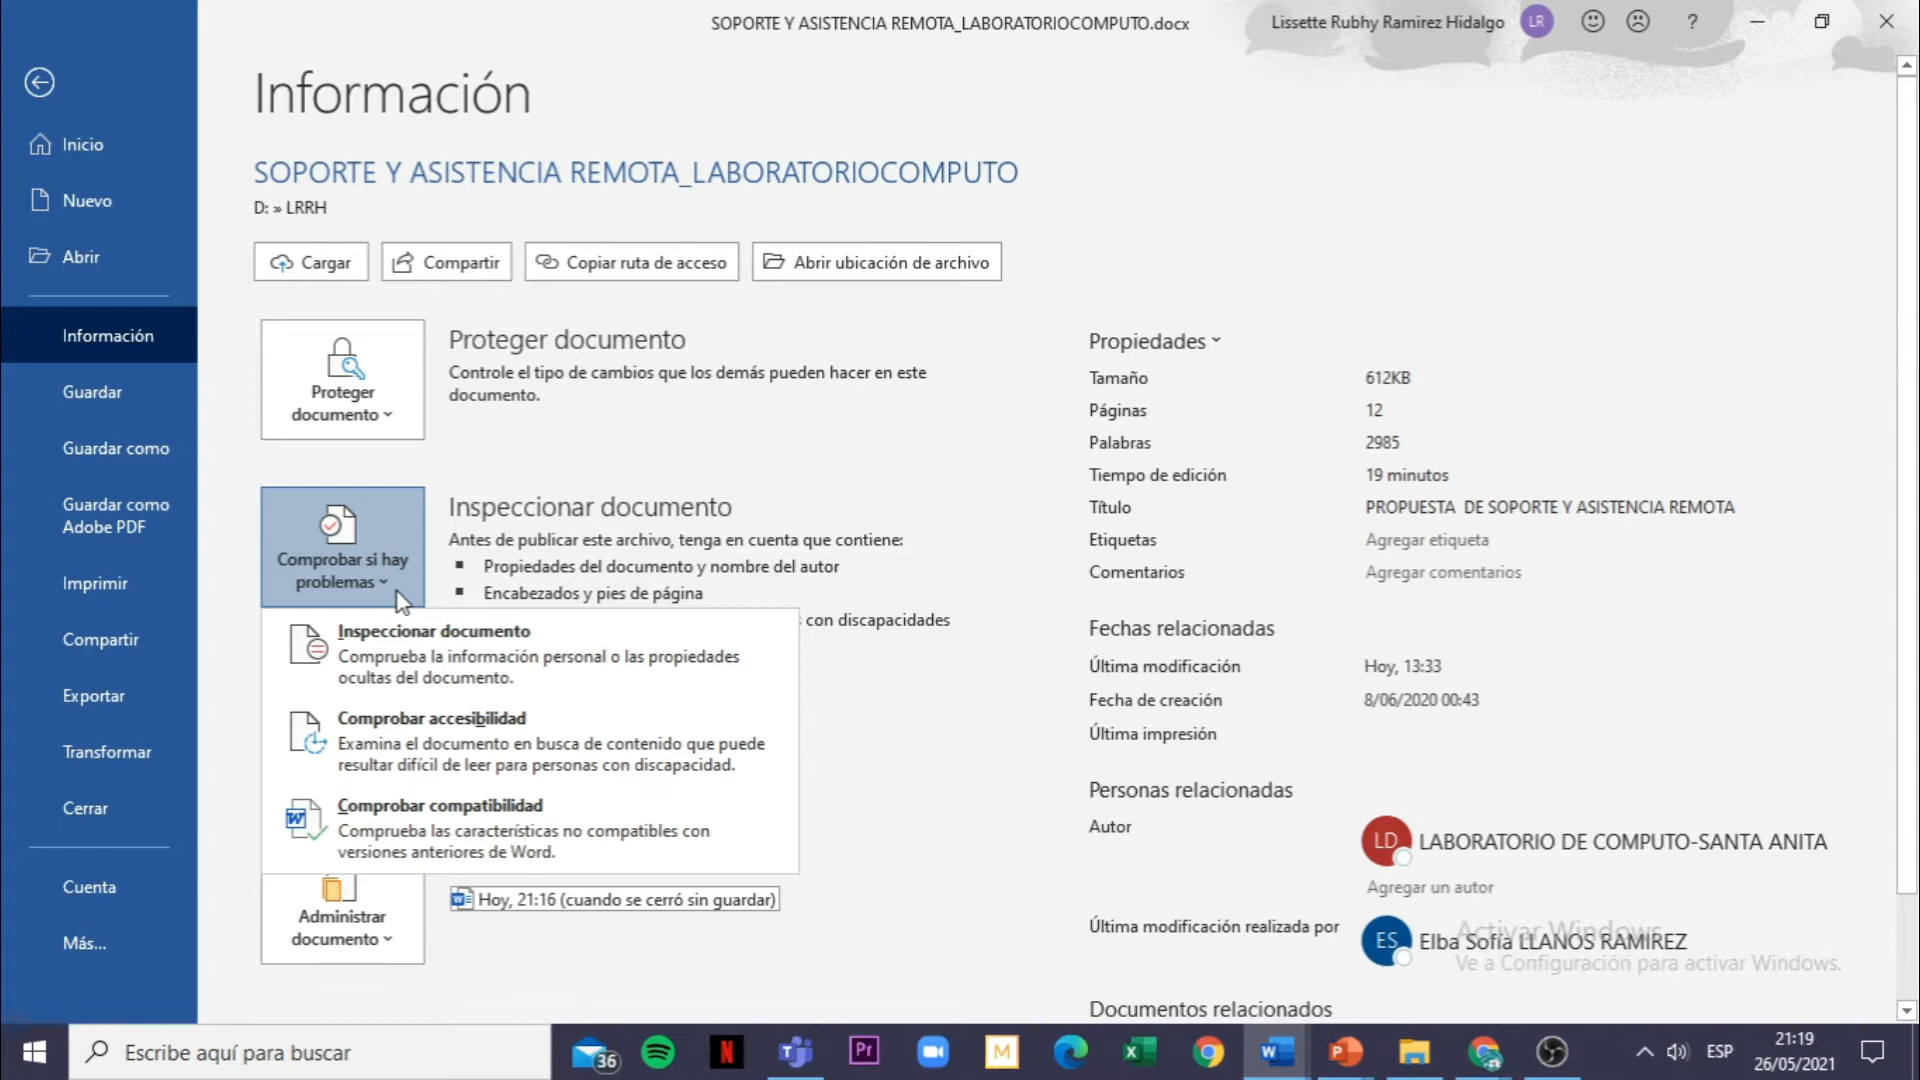 SOPORTE Y ASISTENCIA REMOTA_LABORATORIOCOMPUTO.docx
Lissette Rubhy Ramirez Hidalgo
LR
?
Información
Inicio
Nuevo
Abrir
Información
Guardar
Guardar como
Guardar como
Adobe PDF
Imprimir
Compartir
Exportar
Transformar
Cerrar
Cuenta
Más...
SOPORTE Y ASISTENCIA REMOTA_LABORATORIOCOMPUTO
D: » LRRH
Cargar
Compartir
Copiar ruta de acceso
Abrir ubicación de archivo
Proteger
documento
Proteger documento
Controle el tipo de cambios que los demás pueden hacer en este
documento.
Comprobar si hay
problemas
Inspeccionar documento
Antes de publicar este archivo, tenga en cuenta que contiene:
Propiedades del documento y nombre del autor
Encabezados y pies de página
con discapacidades
Inspeccionar documento
Comprueba la información personal o las propiedades
ocultas del documento.
Comprobar accesibilidad
Examina el documento en busca de contenido que puede
resultar difícil de leer para personas con discapacidad.
Comprobar compatibilidad
Comprueba las características no compatibles con
versiones anteriores de Word.
Administrar
documento
Hoy, 21:16 (cuando se cerró sin guardar)
Propiedades
Tamaño 612KB
Páginas 12
Palabras 2985
Tiempo de edición 19 minutos
Título PROPUESTA DE SOPORTE Y ASISTENCIA REMOTA
Etiquetas Agregar etiqueta
Comentarios Agregar comentarios
Fechas relacionadas
Última modificación Hoy, 13:33
Fecha de creación 8/06/2020 00:43
Última impresión
Personas relacionadas
Autor
LD LABORATORIO DE COMPUTO-SANTA ANITA
Agregar un autor
Última modificación realizada por
ES Elba Sofía LLANOS RAMIREZ
Activar Windows
Ve a Configuración para activar Windows.
Documentos relacionados
Escribe aquí para buscar
36
ESP
21:19
26/05/2021